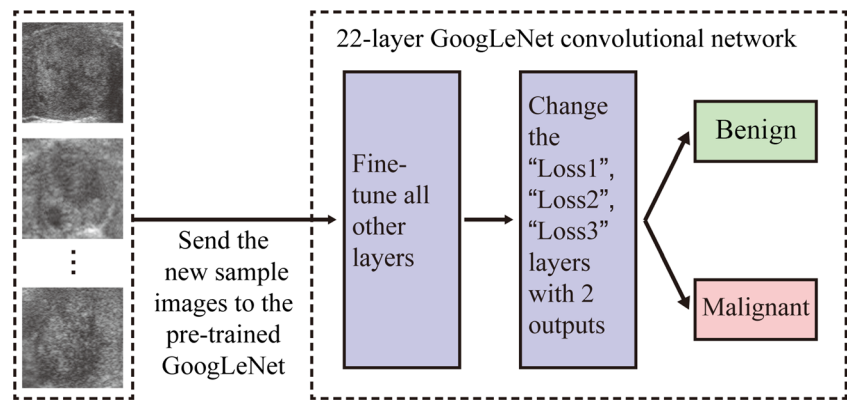 22-layer GoogLeNet convolutional network
Send the
new sample
images to the
pre-trained
GoogLeNet
Fine-
tune all
other
layers
Change
the
“Loss1”,
“Loss2”,
“Loss3”
layers
with 2
outputs
Benign
Malignant